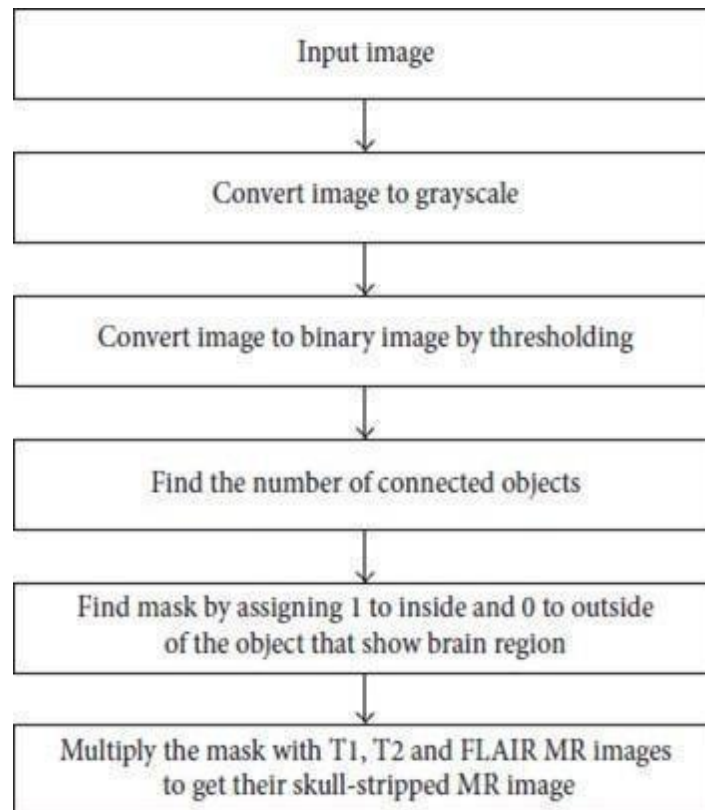 Input image
Convert image to grayscale
Convert image to binary image by thresholding
Find the number of connected objects
Find mask by assigning 1 to inside and 0 to outside
of the object that show brain region
Multiply the mask with T1, T2 and FLAIR MR images
to get their skull-stripped MR image